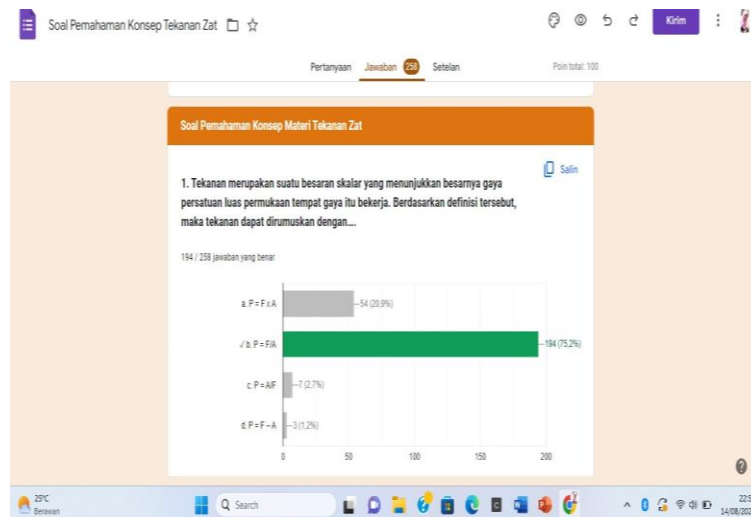 Soal Pemahaman Konsep Tekanan Zat
Kirim
Pertanyaan Jawaban 258 Setelan
Poin total: 100
Soal Pemahaman Konsep Materi Tekanan Zat
Salin
1. Tekanan merupakan suatu besaran skalar yang menunjukkan besarnya gaya
persatuan luas permukaan tempat gaya itu bekerja. Berdasarkan definisi tersebut,
maka tekanan dapat dirumuskan dengan....
194 / 258 jawaban yang benar
a. P = F x A
54 (20,9%)
✓ b. P = F/A
194 (75,2%)
c. P = A/F
7 (2,7%)
d. P = F – A
3 (1,2%)
0 50 100 150 200
25°C
Berawan
Search